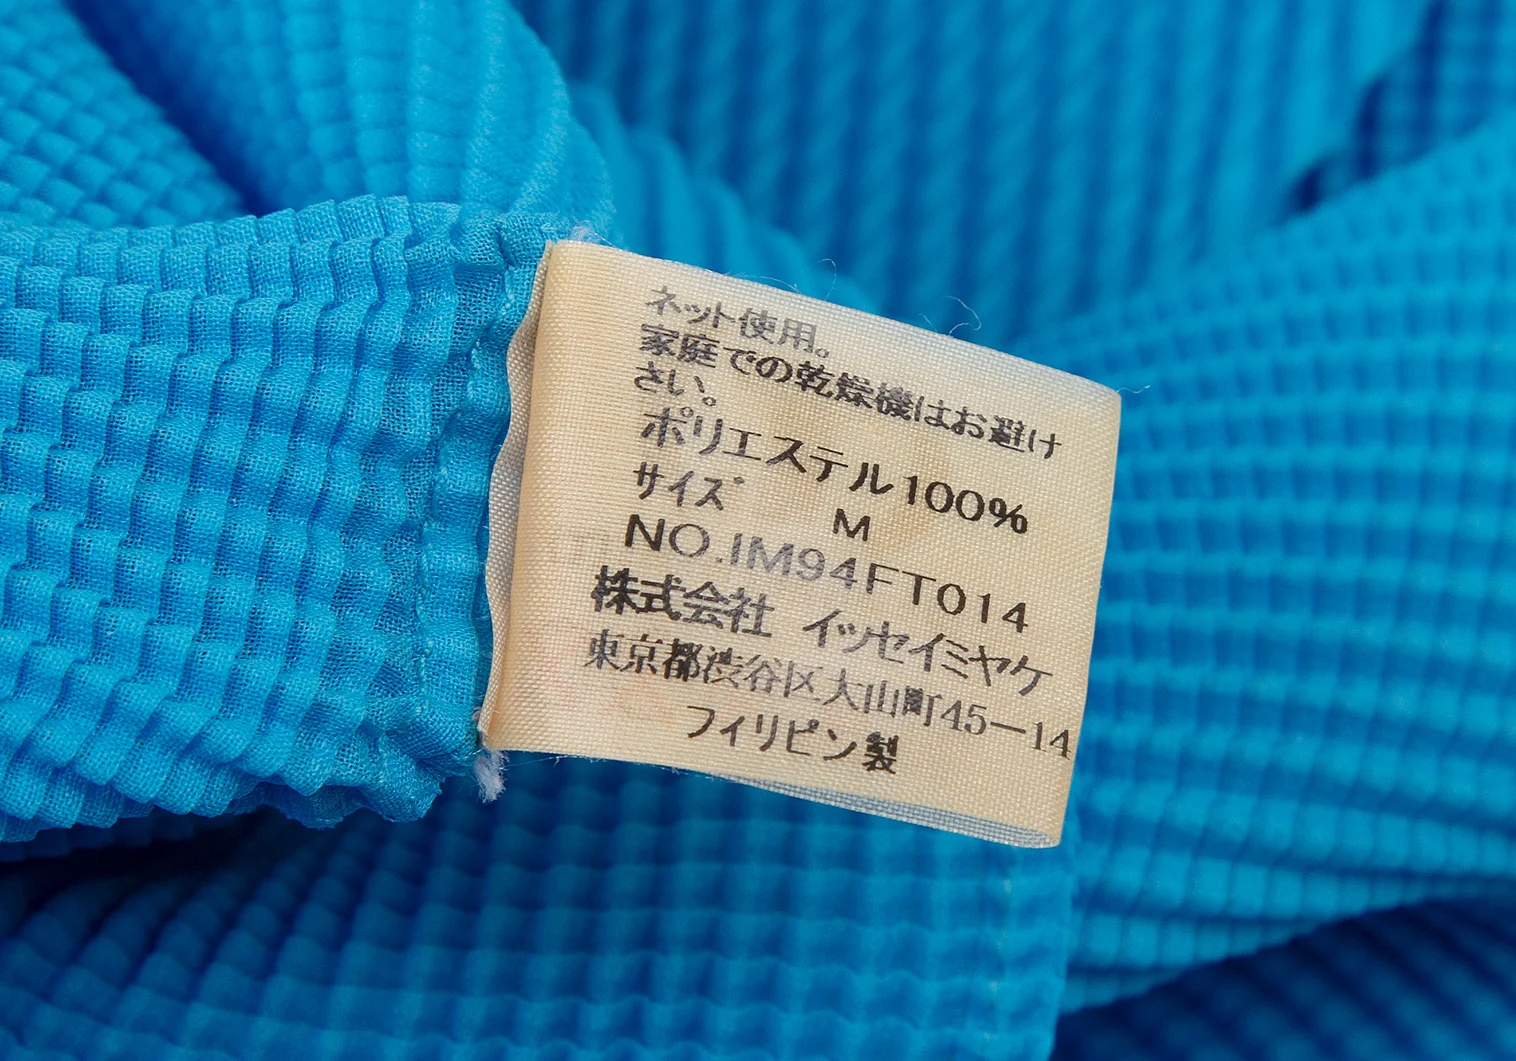 ネット使用。
家庭での乾燥機はお避け
さい。
ポリエステル100%
サイズ M
NO.IM94FT014
株式会社 イッセイミヤケ
東京都渋谷区大山町45－14
フィリピン製